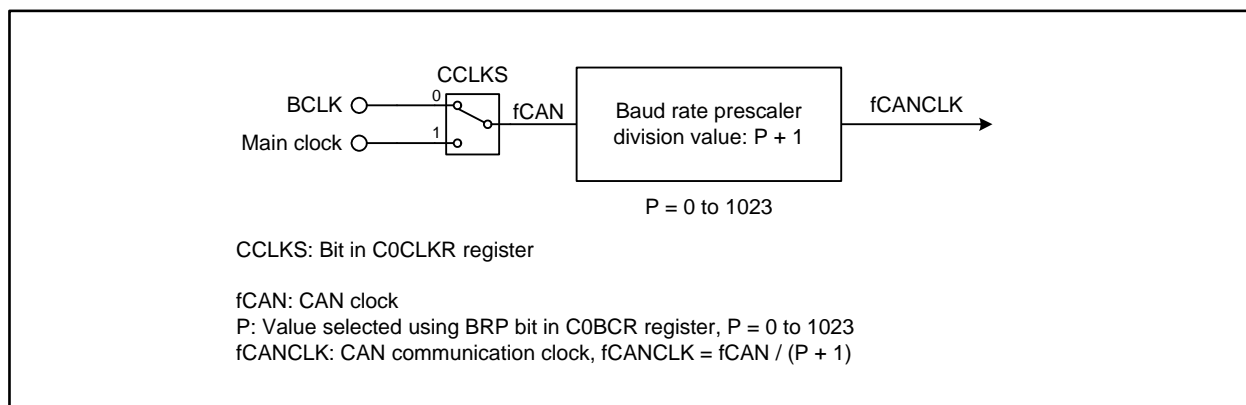 CCLKS
BCLK
0
fCAN
Baud rate prescaler
division value: P + 1
fCANCLK
Main clock
1
P = 0 to 1023
CCLKS: Bit in C0CLKR register
fCAN: CAN clock
P: Value selected using BRP bit in C0BCR register, P = 0 to 1023
fCANCLK: CAN communication clock, fCANCLK = fCAN / (P + 1)